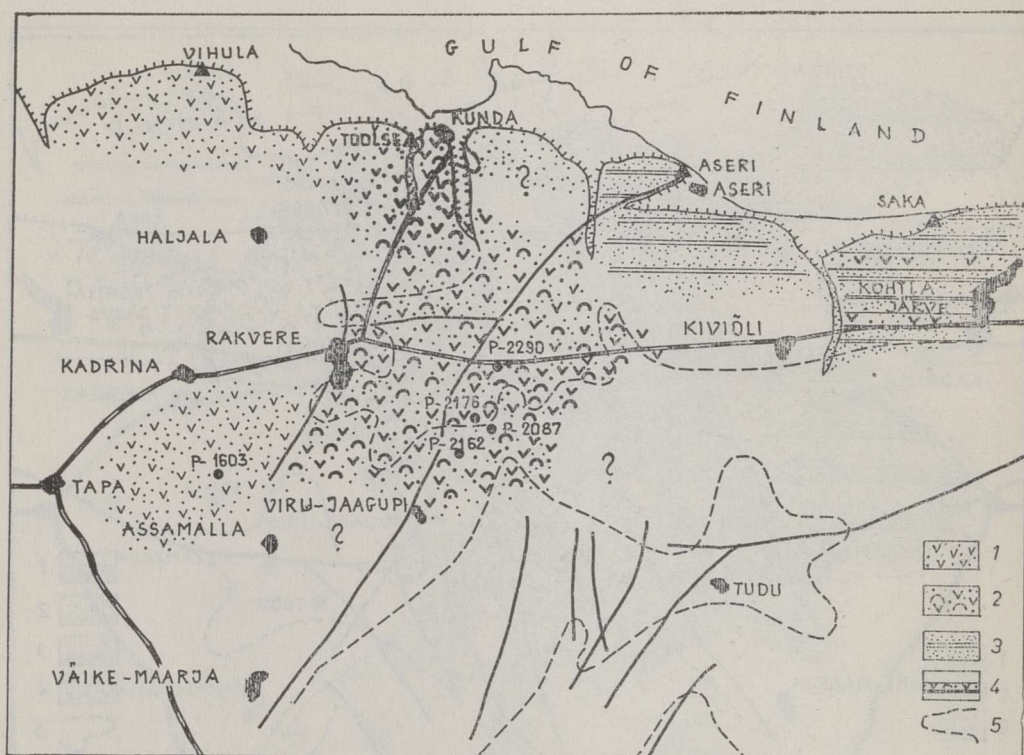 GULF OF FINLAND
VIHULA
KUNDA
TOOLSE
ASERI
ASERI
SAKA
HALJALA
KOHTLA-
JÄRVE
RAKVERE
KIVIÕLI
P-2290
KADRINA
P-2176
P-2087
P-2162
?
?
P-1603
TAPA
VIRU-JAAGUPI
ASSAMALLA
?
1
2
TUDU
3
VÄIKE-MAARJA
4
5